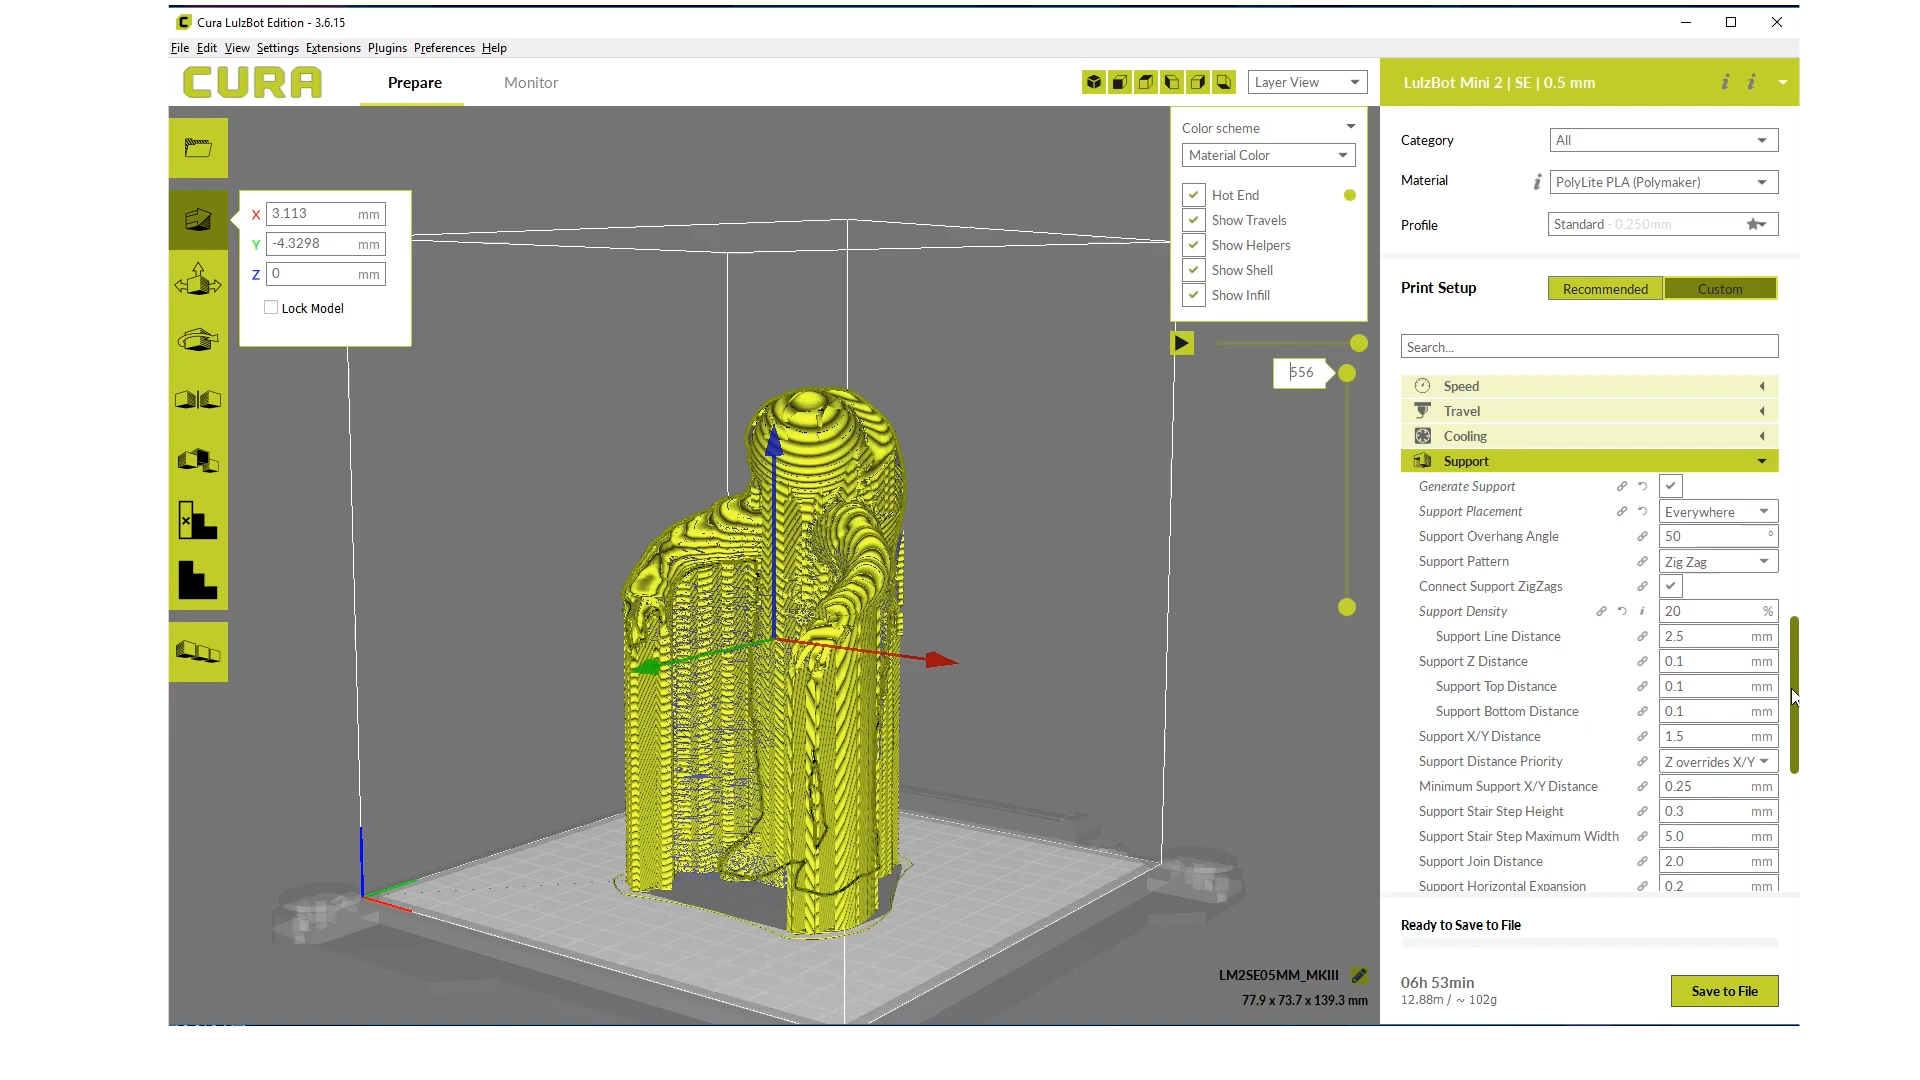 Cura LulzBot Edition - 3.6.15
File Edit View Settings Extensions Plugins Preferences Help
CURA
Prepare
Monitor
Layer View
LulzBot Mini 2 | SE | 0.5 mm
Color scheme
Material Color
Hot End
Show Travels
Show Helpers
Show Shell
Show Infill
556
X 3.113 mm
Y -4.3298 mm
Z 0 mm
Lock Model
Category All
Material PolyLite PLA (Polymaker)
Profile Standard - 0.250mm
Print Setup Recommended Custom
Search...
Speed
Travel
Cooling
Support
Generate Support
Support Placement Everywhere
Support Overhang Angle 50 °
Support Pattern Zig Zag
Connect Support ZigZags
Support Density 20 %
Support Line Distance 2.5 mm
Support Z Distance 0.1 mm
Support Top Distance 0.1 mm
Support Bottom Distance 0.1 mm
Support X/Y Distance 1.5 mm
Support Distance Priority Z overrides X/Y
Minimum Support X/Y Distance 0.25 mm
Support Stair Step Height 0.3 mm
Support Stair Step Maximum Width 5.0 mm
Support Join Distance 2.0 mm
Support Horizontal Expansion 0.2 mm
Ready to Save to File
06h 53min
12.88m / ~ 102g
Save to File
LM2SE05MM_MKIII
77.9 x 73.7 x 139.3 mm